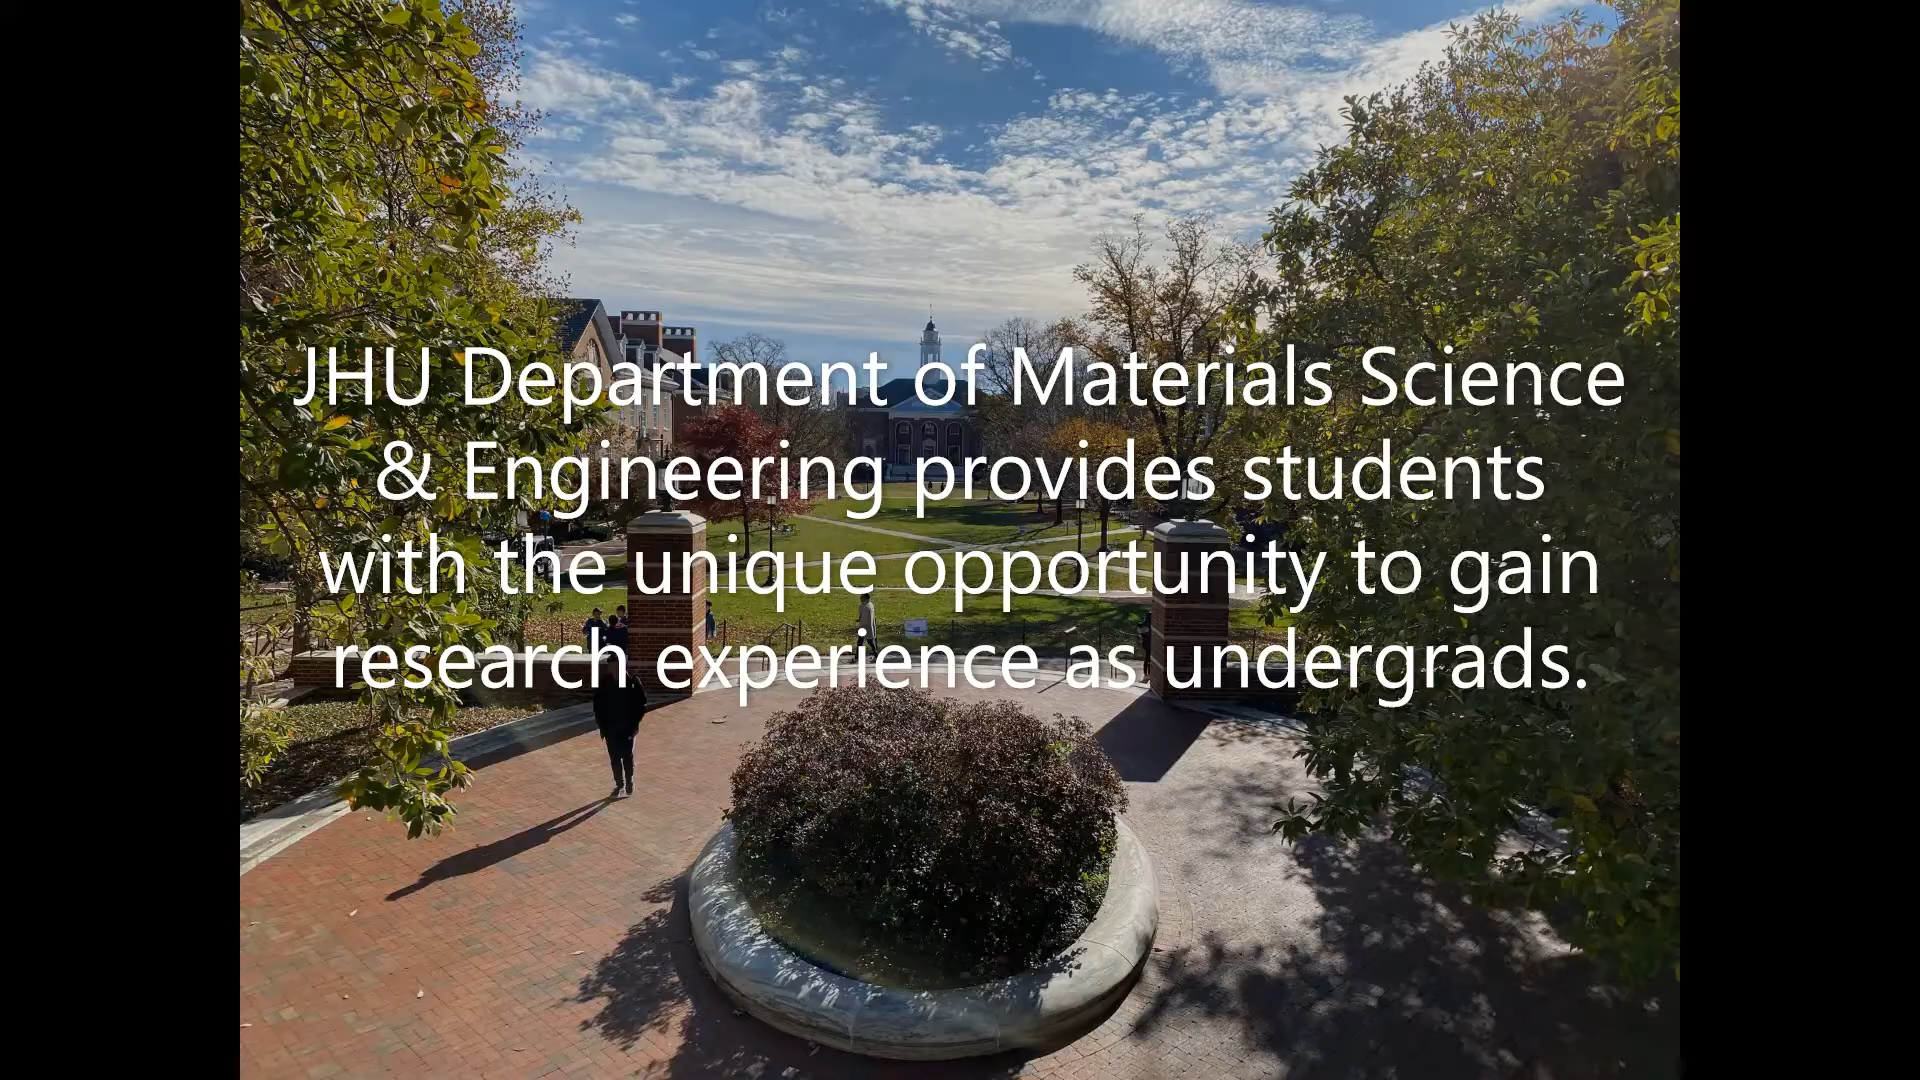 JHU Department of Materials Science
& Engineering provides students
with the unique opportunity to gain
research experience as undergrads.